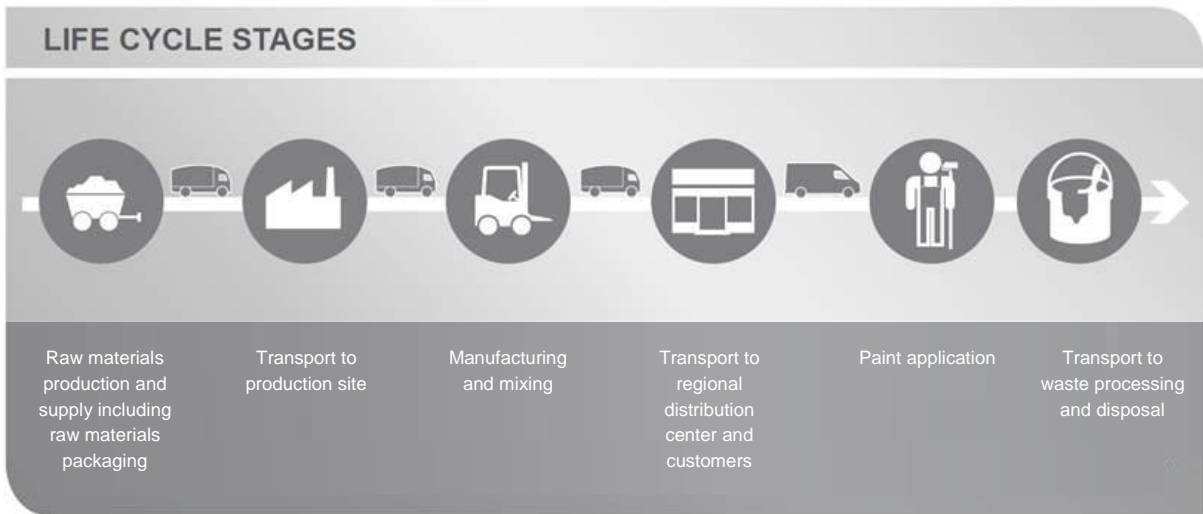 LIFE CYCLE STAGES
Raw materials
production and
supply including
raw materials
packaging
Transport to
production site
Manufacturing
and mixing
Transport to
regional
distribution
center and
customers
Paint application
Transport to
waste processing
and disposal